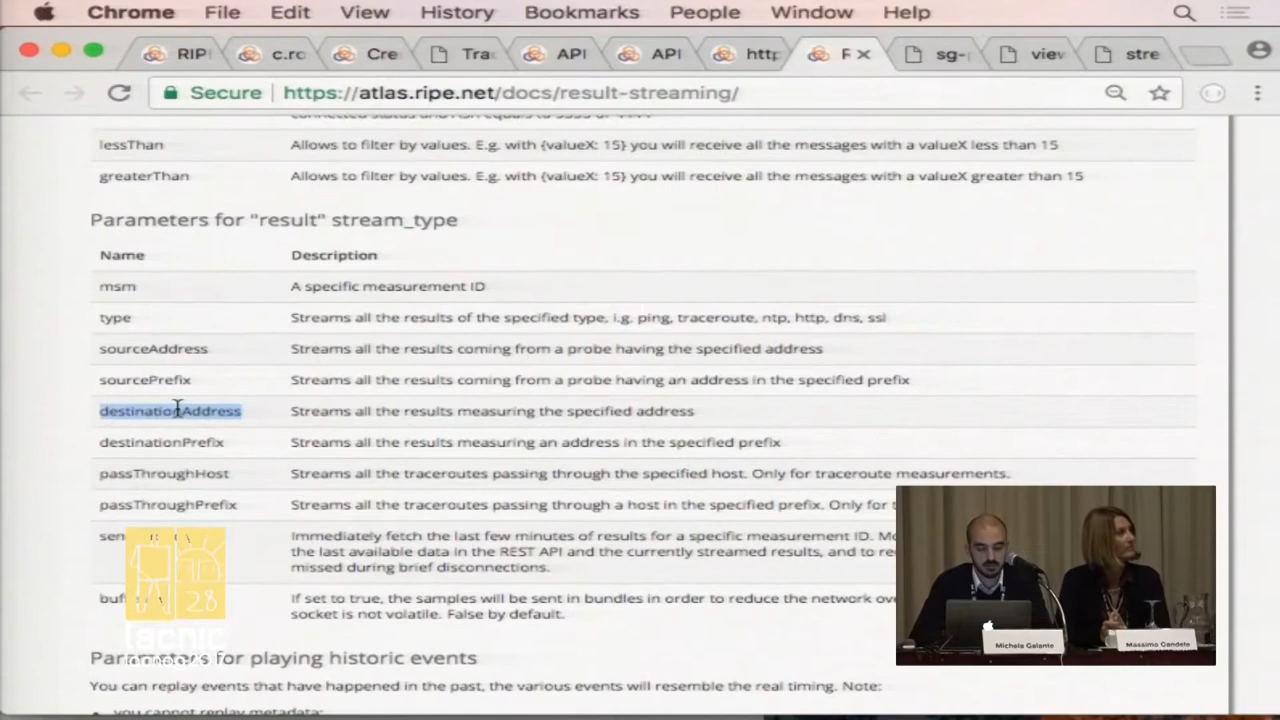 Chrome File Edit View History Bookmarks People Window Help
RIP c.ro Cre Tra API API http sg- view stre
Secure https://atlas.ripe.net/docs/result-streaming/
lessThan Allows to filter by values. E.g. with {valueX: 15} you will receive all the messages with a valueX less than 15
greaterThan Allows to filter by values. E.g. with {valueX: 15} you will receive all the messages with a valueX greater than 15
Parameters for "result" stream_type
Name Description
msm A specific measurement ID
type Streams all the results of the specified type, i.g. ping, traceroute, ntp, http, dns, ssl
sourceAddress Streams all the results coming from a probe having the specified address
sourcePrefix Streams all the results coming from a probe having an address in the specified prefix
destinationAddress Streams all the results measuring the specified address
destinationPrefix Streams all the results measuring an address in the specified prefix
passThroughHost Streams all the traceroutes passing through the specified host. Only for traceroute measurements.
passThroughPrefix Streams all the traceroutes passing through a host in the specified prefix. Only for
sen Immediately fetch the last few minutes of results for a specific measurement ID.
the last available data in the REST API and the currently streamed results, and to
missed during brief disconnections.
buf If set to true, the samples will be sent in bundles in order to reduce the network
socket is not volatile. False by default.
28
lacnic
Parameters for playing historic events
You can replay events that have happened in the past, the various events will resemble the real timing. Note:
you cannot replay metadata;
Michela Galante
Massimo Candela